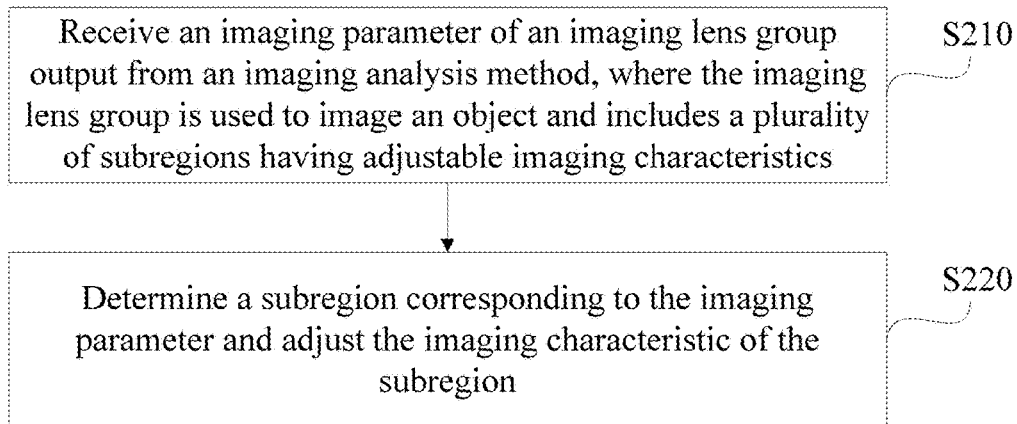 Receive an imaging parameter of an imaging lens group
output from an imaging analysis method, where the imaging
lens group is used to image an object and includes a plurality
of subregions having adjustable imaging characteristics
S210
Determine a subregion corresponding to the imaging
parameter and adjust the imaging characteristic of the
subregion
S220